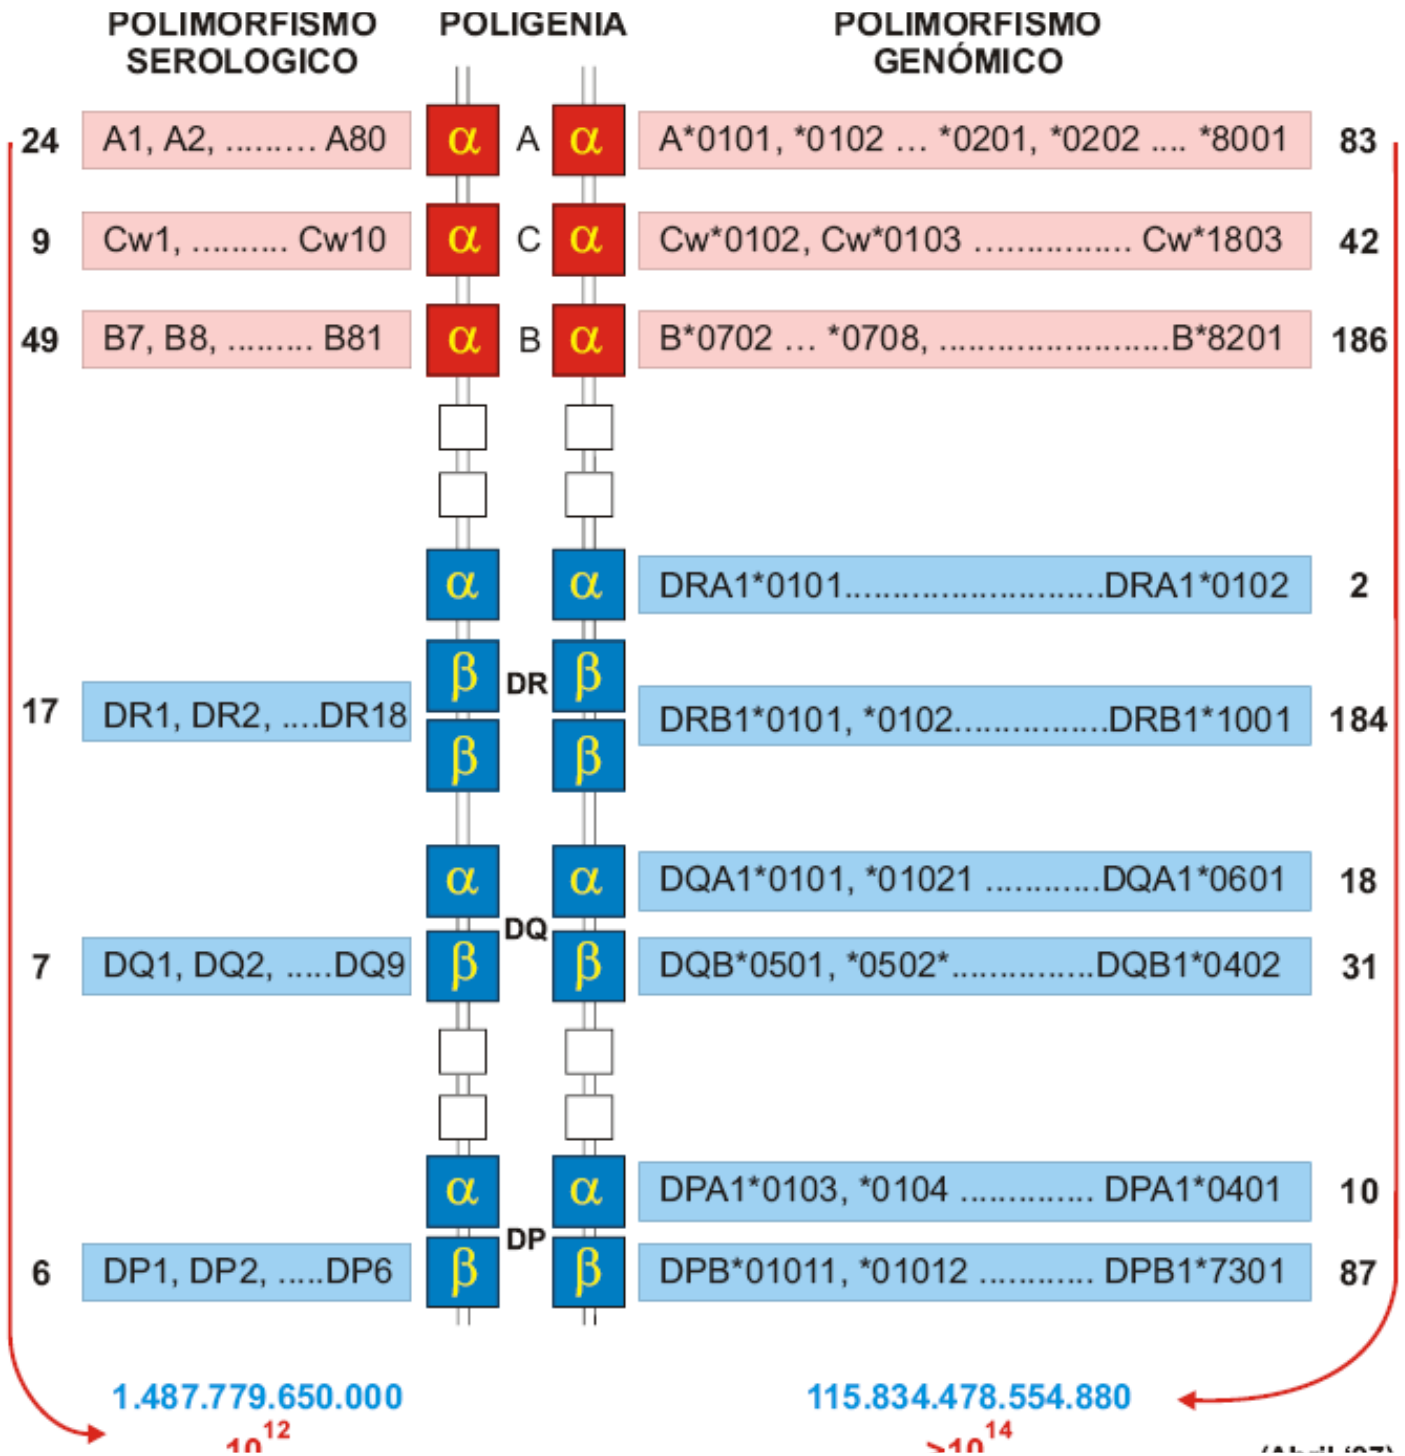 POLIMORFISMO SEROLOGICO
POLIGENIA
POLIMORFISMO GENÓMICO
24 A1, A2, ......... A80 α A α A*0101, *0102 ... *0201, *0202 .... *8001 83
9 Cw1, .......... Cw10 α C α Cw*0102, Cw*0103 ................ Cw*1803 42
49 B7, B8, ......... B81 α B α B*0702 ... *0708, ........................B*8201 186
α α DRA1*0101...........................DRA1*0102 2
β DR β
17 DR1, DR2, ....DR18 DRB1*0101, *0102................DRB1*1001 184
β β
α α DQA1*0101, *01021 ............DQA1*0601 18
DQ
7 DQ1, DQ2, .....DQ9 β β DQB*0501, *0502*...............DQB1*0402 31
α α DPA1*0103, *0104 .............. DPA1*0401 10
DP
6 DP1, DP2, .....DP6 β β DPB*01011, *01012 ............ DPB1*7301 87
1.487.779.650.000 115.834.478.554.880
10¹² >10¹⁴
(Abril '97)